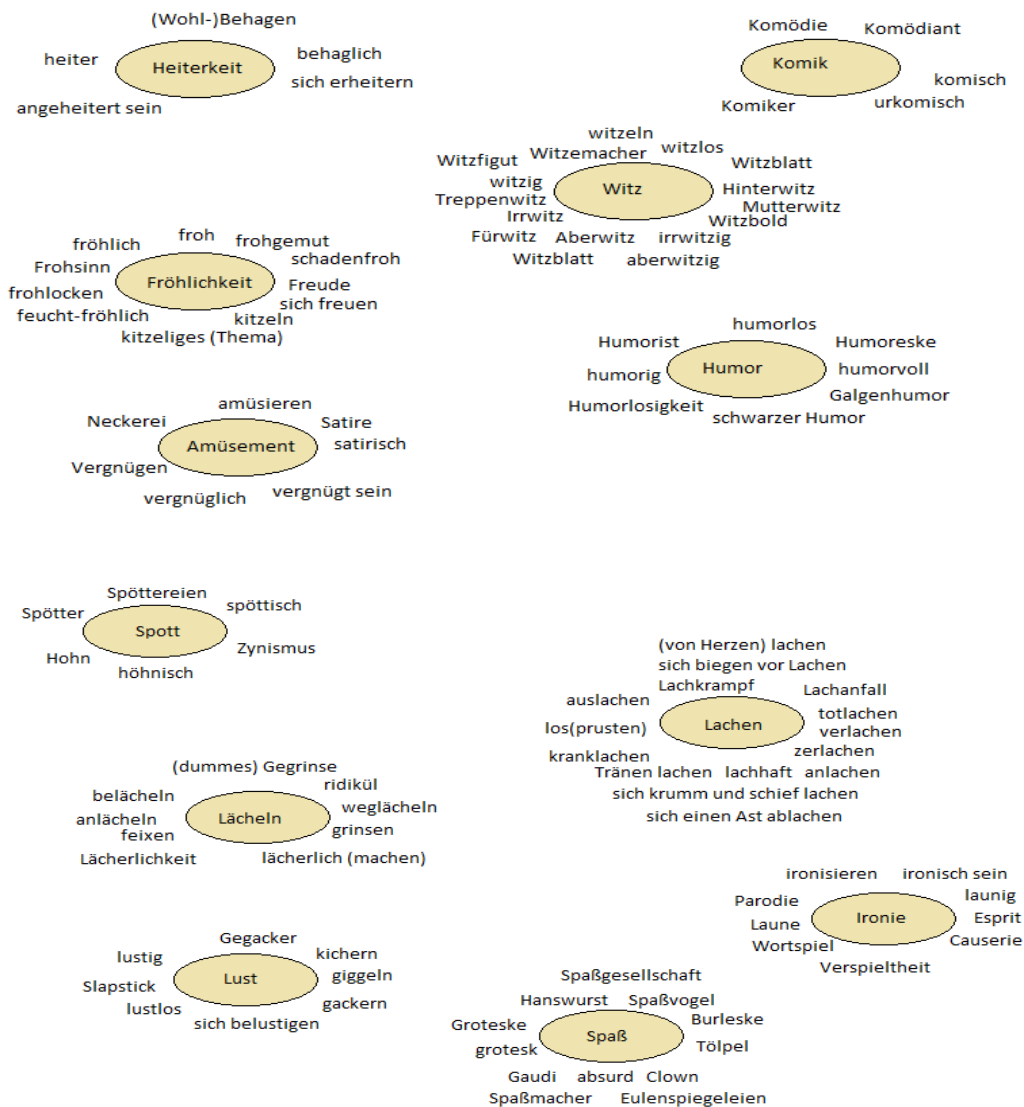 (Wohl-)Behagen
heiter
behaglich
Heiterkeit
sich erheitern
angeheitert sein
Komödie
Komödiant
Komik
komisch
Komiker
urkomisch
witzeln
Witzfigut
Witzemacher
witzlos
Witzblatt
witzig
Witz
Hinterwitz
Treppenwitz
Mutterwitz
Irrwitz
Witzbold
Fürwitz
Aberwitz
irrwitzig
Witzblatt
aberwitzig
fröhlich
froh
frohgemut
schadenfroh
Frohsinn
Fröhlichkeit
Freude
frohlocken
sich freuen
feucht-fröhlich
kitzeln
kitzeliges (Thema)
humorlos
Humorist
Humoreske
Humor
humorvoll
humorig
Galgenhumor
Humorlosigkeit
schwarzer Humor
amüsieren
Neckerei
Satire
Amüsement
satirisch
Vergnügen
vergnüglich
vergnügt sein
Spöttereien
Spötter
spöttisch
Spott
Hohn
Zynismus
höhnisch
(von Herzen) lachen
sich biegen vor Lachen
Lachkrampf
Lachanfall
auslachen
totlachen
Lachen
los(prusten)
verlachen
kranklachen
zerlachen
Tränen lachen
lachhaft
anlachen
sich krumm und schief lachen
sich einen Ast ablachen
(dummes) Gegrinse
ridikül
belächeln
weglächeln
anlächeln
Lächeln
feixen
grinsen
Lächerlichkeit
lächerlich (machen)
ironisieren
ironisch sein
Parodie
launig
Laune
Ironie
Esprit
Wortspiel
Causerie
Verspieltheit
Gegacker
lustig
kichern
Lust
giggeln
Slapstick
lustlos
gackern
sich belustigen
Spaßgesellschaft
Hanswurst
Spaßvogel
Groteske
Burleske
Spaß
grotesk
Tölpel
Gaudi
absurd
Clown
Spaßmacher
Eulenspiegeleien